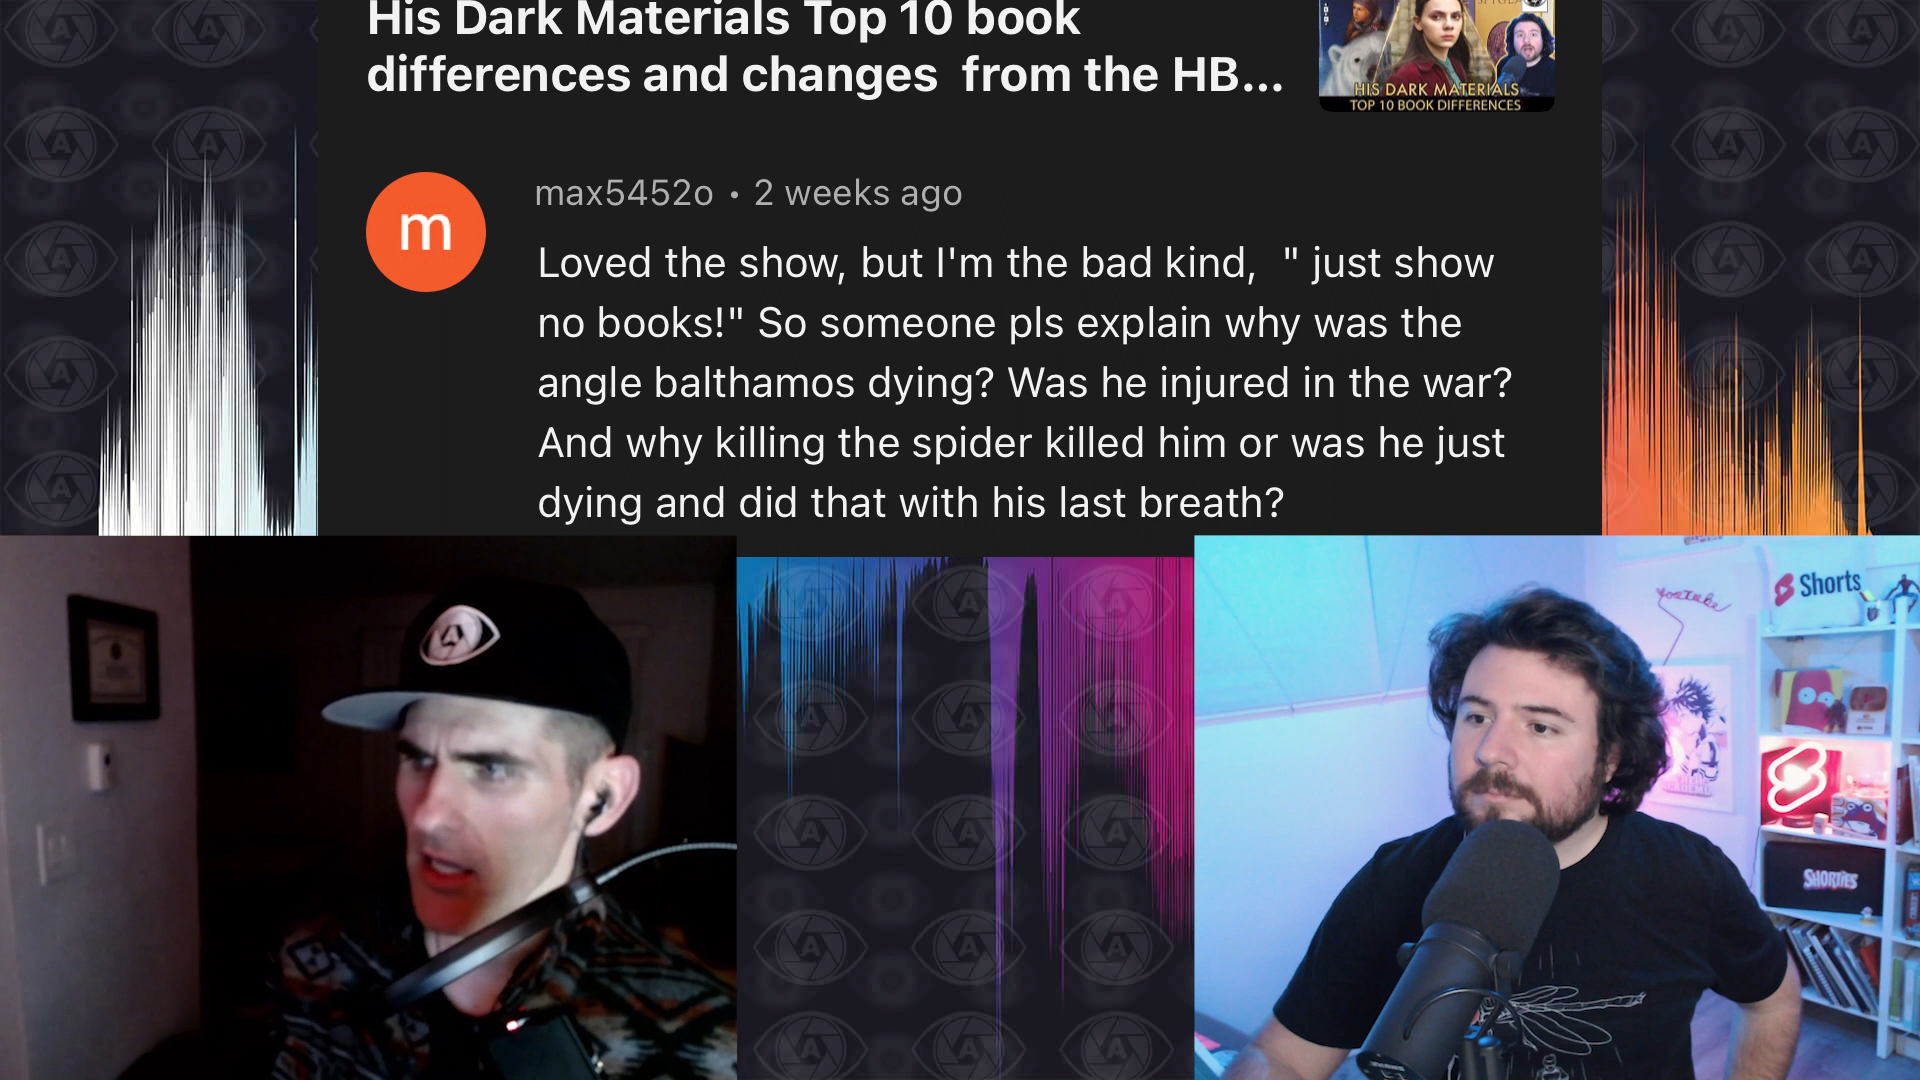 His Dark Materials Top 10 book
differences and changes  from the HB...
HIS DARK MATERIALS
TOP 10 BOOK DIFFERENCES
m
max5452o • 2 weeks ago
Loved the show, but I'm the bad kind,  " just show
no books!" So someone pls explain why was the
angle balthamos dying? Was he injured in the war?
And why killing the spider killed him or was he just
dying and did that with his last breath?
A
youtube
Shorts
SHORTIES